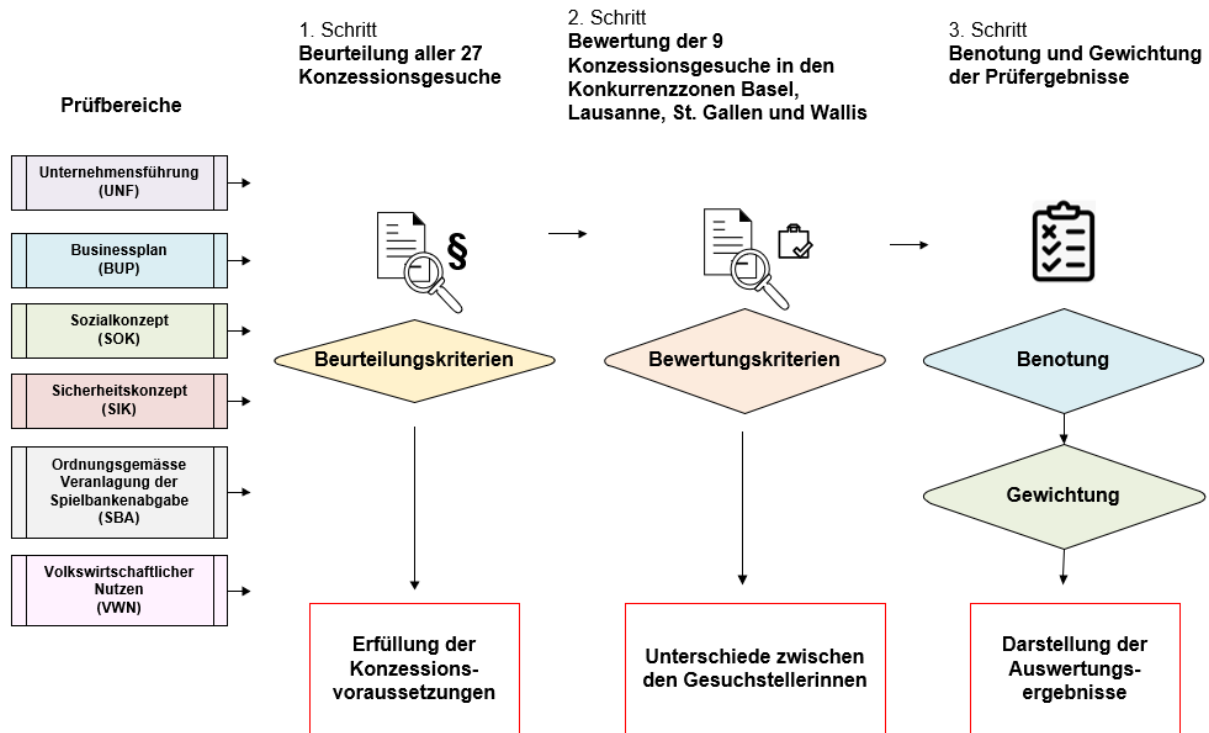 Prüfbereiche
Unternehmensführung
(UNF)
Businessplan
(BUP)
Sozialkonzept
(SOK)
Sicherheitskonzept
(SIK)
Ordnungsgemässe
Veranlagung der
Spielbankenabgabe
(SBA)
Volkswirtschaftlicher
Nutzen
(VWN)
1. Schritt
Beurteilung aller 27
Konzessionsgesuche
§
Beurteilungskriterien
Erfüllung der
Konzessions-
voraussetzungen
2. Schritt
Bewertung der 9
Konzessionsgesuche in den
Konkurrenzzonen Basel,
Lausanne, St. Gallen und Wallis
Bewertungskriterien
Unterschiede zwischen
den Gesuchstellerinnen
3. Schritt
Benotung und Gewichtung
der Prüfergebnisse
Benotung
Gewichtung
Darstellung der
Auswertungs-
ergebnisse